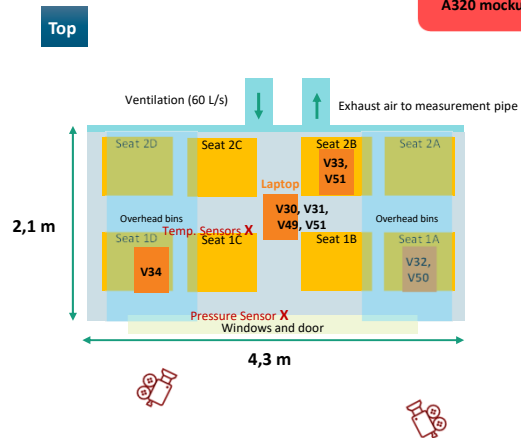 A320 mocku
Top
Ventilation (60 L/s)
Exhaust air to measurement pipe
Seat 2D
Seat 2C
Seat 2B
Seat 2A
V33,
V51
Laptop
2,1 m
Overhead bins
V30, V31,
V49, V51
Overhead bins
Temp. Sensors X
Seat 1D
Seat 1C
Seat 1B
Seat 1A
V34
V32,
V50
Pressure Sensor X
Windows and door
4,3 m